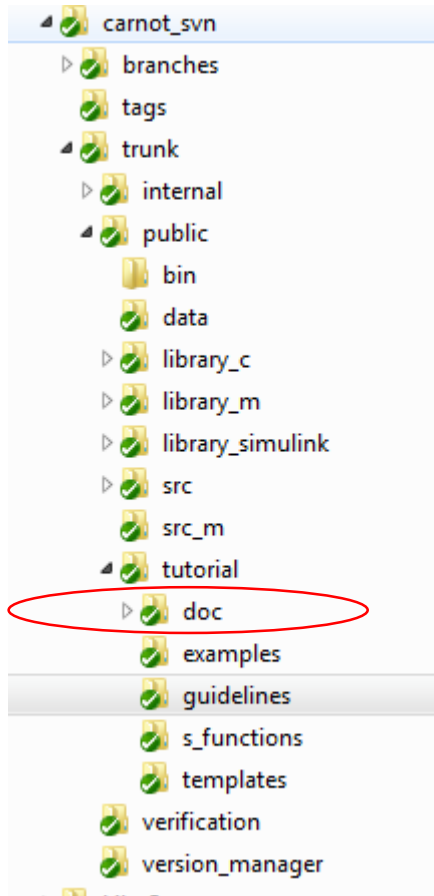 carnot_svn
branches
tags
trunk
internal
public
bin
data
library_c
library_m
library_simulink
src
src_m
tutorial
doc
examples
guidelines
s_functions
templates
verification
version_manager